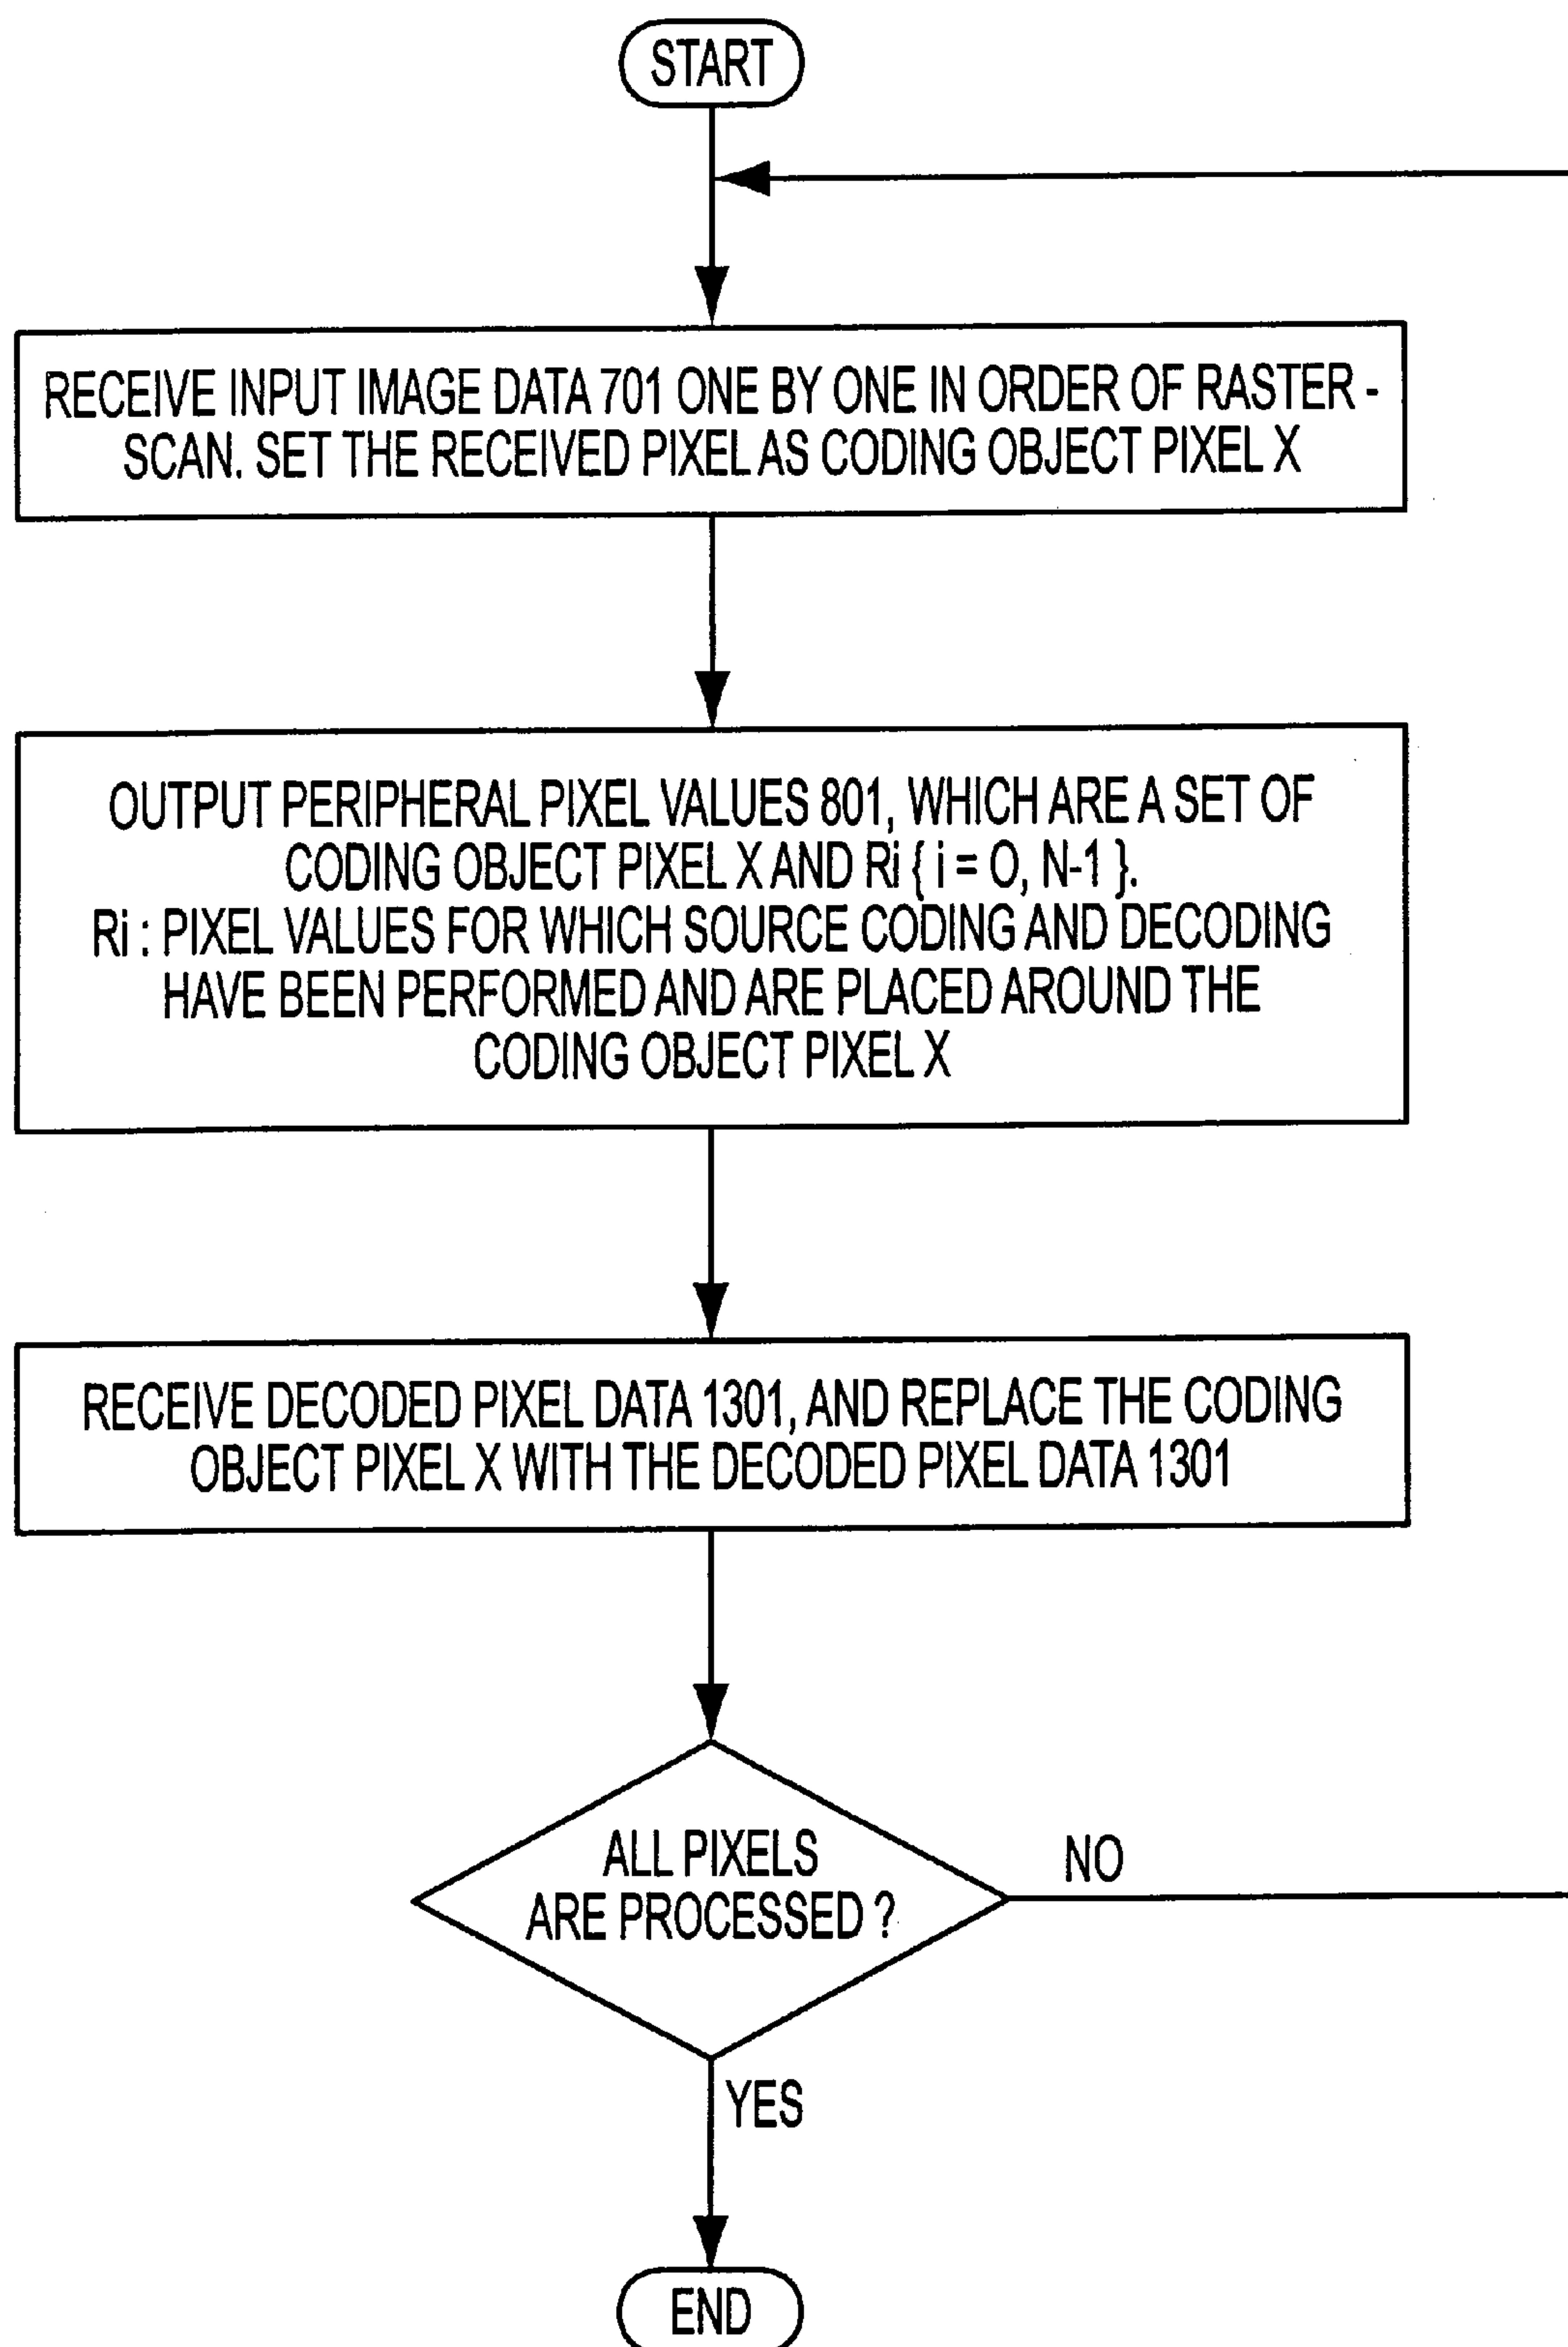 START
RECEIVE INPUT IMAGE DATA 701 ONE BY ONE IN ORDER OF RASTER -
SCAN. SET THE RECEIVED PIXEL AS CODING OBJECT PIXEL X
OUTPUT PERIPHERAL PIXEL VALUES 801, WHICH ARE A SET OF
CODING OBJECT PIXEL X AND Ri { i = O, N-1 }.
Ri : PIXEL VALUES FOR WHICH SOURCE CODING AND DECODING
HAVE BEEN PERFORMED AND ARE PLACED AROUND THE
CODING OBJECT PIXEL X
RECEIVE DECODED PIXEL DATA 1301, AND REPLACE THE CODING
OBJECT PIXEL X WITH THE DECODED PIXEL DATA 1301
ALL PIXELS
ARE PROCESSED ?
NO
YES
END